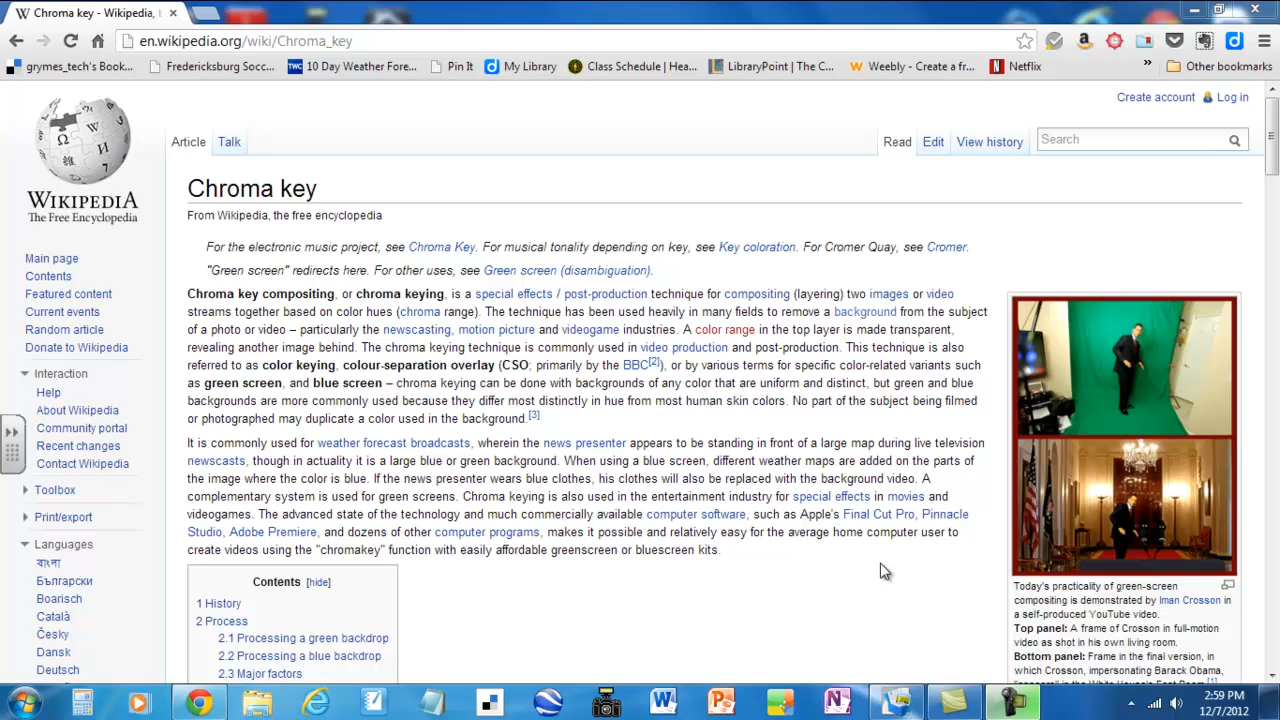 Chroma key - Wikipedia, t
en.wikipedia.org/wiki/Chroma_key
grymes_tech's Book... Fredericksburg Socc... TWC 10 Day Weather Fore... Pin It My Library Class Schedule | Hea... LibraryPoint | The C... Weebly - Create a fr... Netflix » Other bookmarks
Create account Log in
Article Talk Read Edit View history Search
WIKIPEDIA
The Free Encyclopedia
Main page
Contents
Featured content
Current events
Random article
Donate to Wikipedia
Interaction
Help
About Wikipedia
Community portal
Recent changes
Contact Wikipedia
Toolbox
Print/export
Languages
বাংলা
Български
Boarisch
Català
Česky
Dansk
Deutsch
Chroma key
From Wikipedia, the free encyclopedia
For the electronic music project, see Chroma Key. For musical tonality depending on key, see Key coloration. For Cromer Quay, see Cromer.
"Green screen" redirects here. For other uses, see Green screen (disambiguation).
Chroma key compositing, or chroma keying, is a special effects / post-production technique for compositing (layering) two images or video
streams together based on color hues (chroma range). The technique has been used heavily in many fields to remove a background from the subject
of a photo or video – particularly the newscasting, motion picture and videogame industries. A color range in the top layer is made transparent,
revealing another image behind. The chroma keying technique is commonly used in video production and post-production. This technique is also
referred to as color keying, colour-separation overlay (CSO; primarily by the BBC[2]), or by various terms for specific color-related variants such
as green screen, and blue screen – chroma keying can be done with backgrounds of any color that are uniform and distinct, but green and blue
backgrounds are more commonly used because they differ most distinctly in hue from most human skin colors. No part of the subject being filmed
or photographed may duplicate a color used in the background.[3]
It is commonly used for weather forecast broadcasts, wherein the news presenter appears to be standing in front of a large map during live television
newscasts, though in actuality it is a large blue or green background. When using a blue screen, different weather maps are added on the parts of
the image where the color is blue. If the news presenter wears blue clothes, his clothes will also be replaced with the background video. A
complementary system is used for green screens. Chroma keying is also used in the entertainment industry for special effects in movies and
videogames. The advanced state of the technology and much commercially available computer software, such as Apple's Final Cut Pro, Pinnacle
Studio, Adobe Premiere, and dozens of other computer programs, makes it possible and relatively easy for the average home computer user to
create videos using the "chromakey" function with easily affordable greenscreen or bluescreen kits.
Contents [hide]
1 History
2 Process
2.1 Processing a green backdrop
2.2 Processing a blue backdrop
2.3 Major factors
Today's practicality of green-screen
compositing is demonstrated by Iman Crosson in
a self-produced YouTube video.
Top panel: A frame of Crosson in full-motion
video as shot in his own living room.
Bottom panel: Frame in the final version, in
which Crosson, impersonating Barack Obama,
2:59 PM
12/7/2012